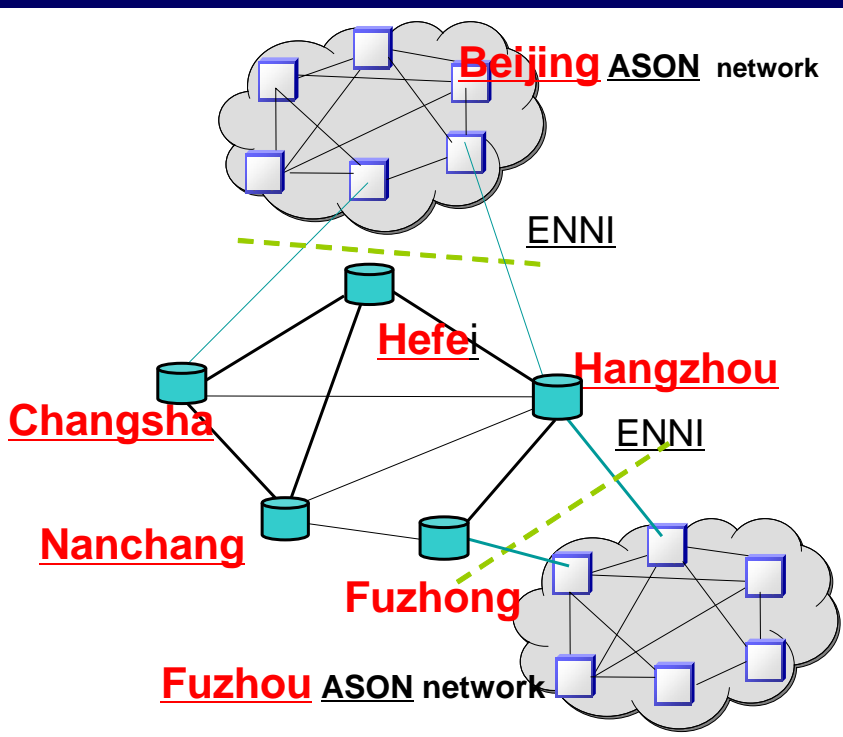 Beijing ASON network
ENNI
Hefei
Hangzhou
Changsha
ENNI
Nanchang
Fuzhong
Fuzhou ASON network